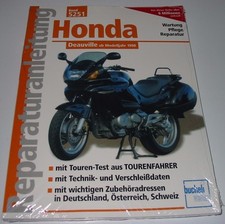 Reparaturanleitung
Band 5251
Honda
Deauville ab Modelljahr 1998
Wartung
Pflege
Reparatur
• mit Touren-Test aus TOURENFAHRER
• mit Technik- und Verschleißdaten
• mit wichtigen Zubehöradressen
in Deutschland, Österreich, Schweiz
bucheli